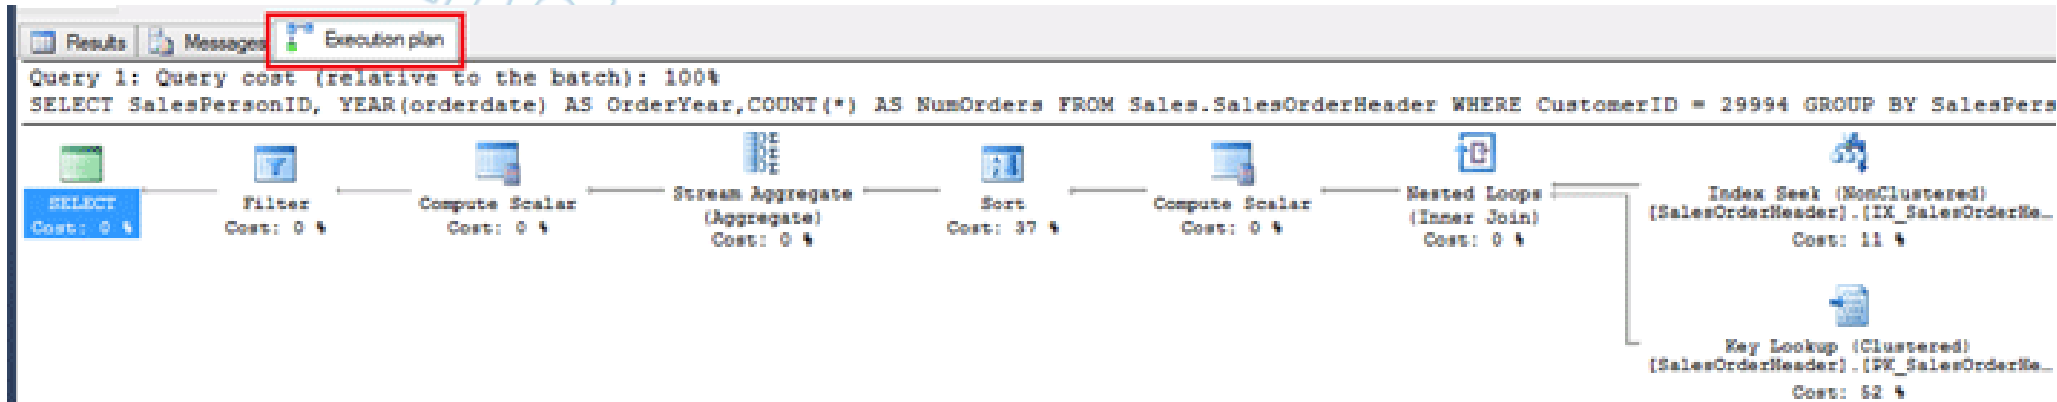 Results
Messages
Execution plan
Query 1: Query cost (relative to the batch): 100%
SELECT SalesPersonID, YEAR(orderdate) AS OrderYear,COUNT(*) AS NumOrders FROM Sales.SalesOrderHeader WHERE CustomerID = 29994 GROUP BY SalesPers
SELECT
Cost: 0 %
Filter
Cost: 0 %
Compute Scalar
Cost: 0 %
Stream Aggregate
(Aggregate)
Cost: 0 %
Sort
Cost: 37 %
Compute Scalar
Cost: 0 %
Nested Loops
(Inner Join)
Cost: 0 %
Index Seek (NonClustered)
[SalesOrderHeader].[IX_SalesOrderHe…
Cost: 11 %
Key Lookup (Clustered)
[SalesOrderHeader].[PK_SalesOrderHe…
Cost: 52 %